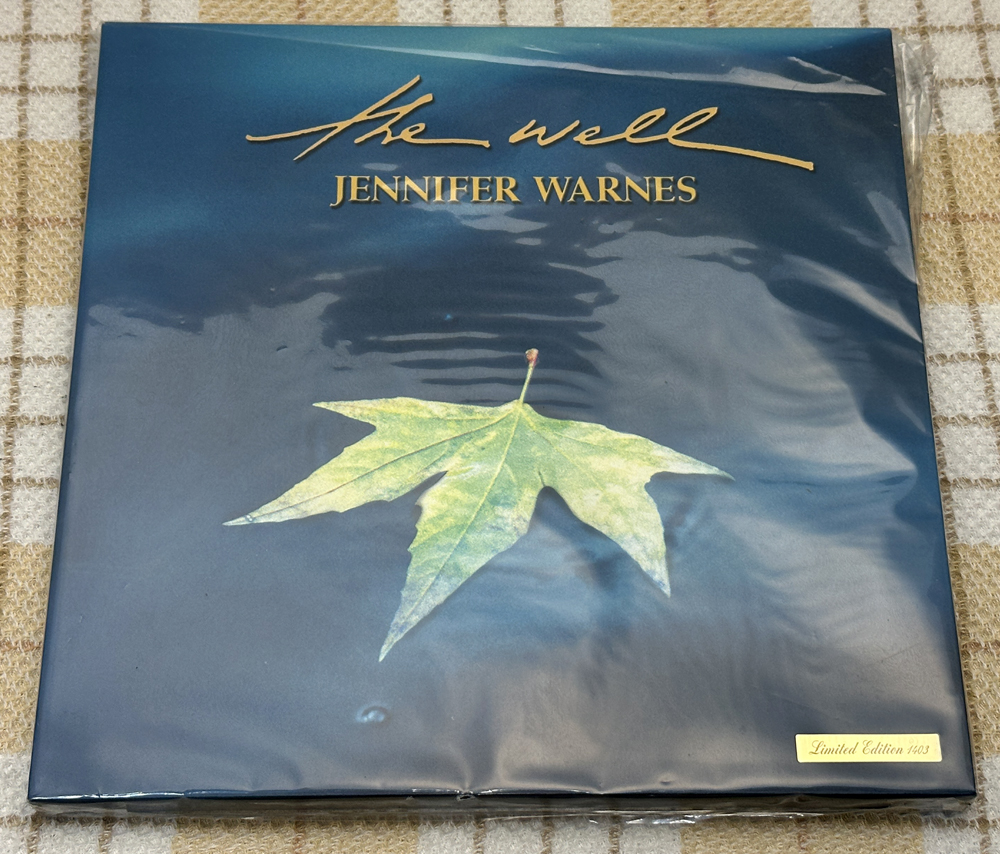 the well
JENNIFER WARNES
Limited Edition 1403